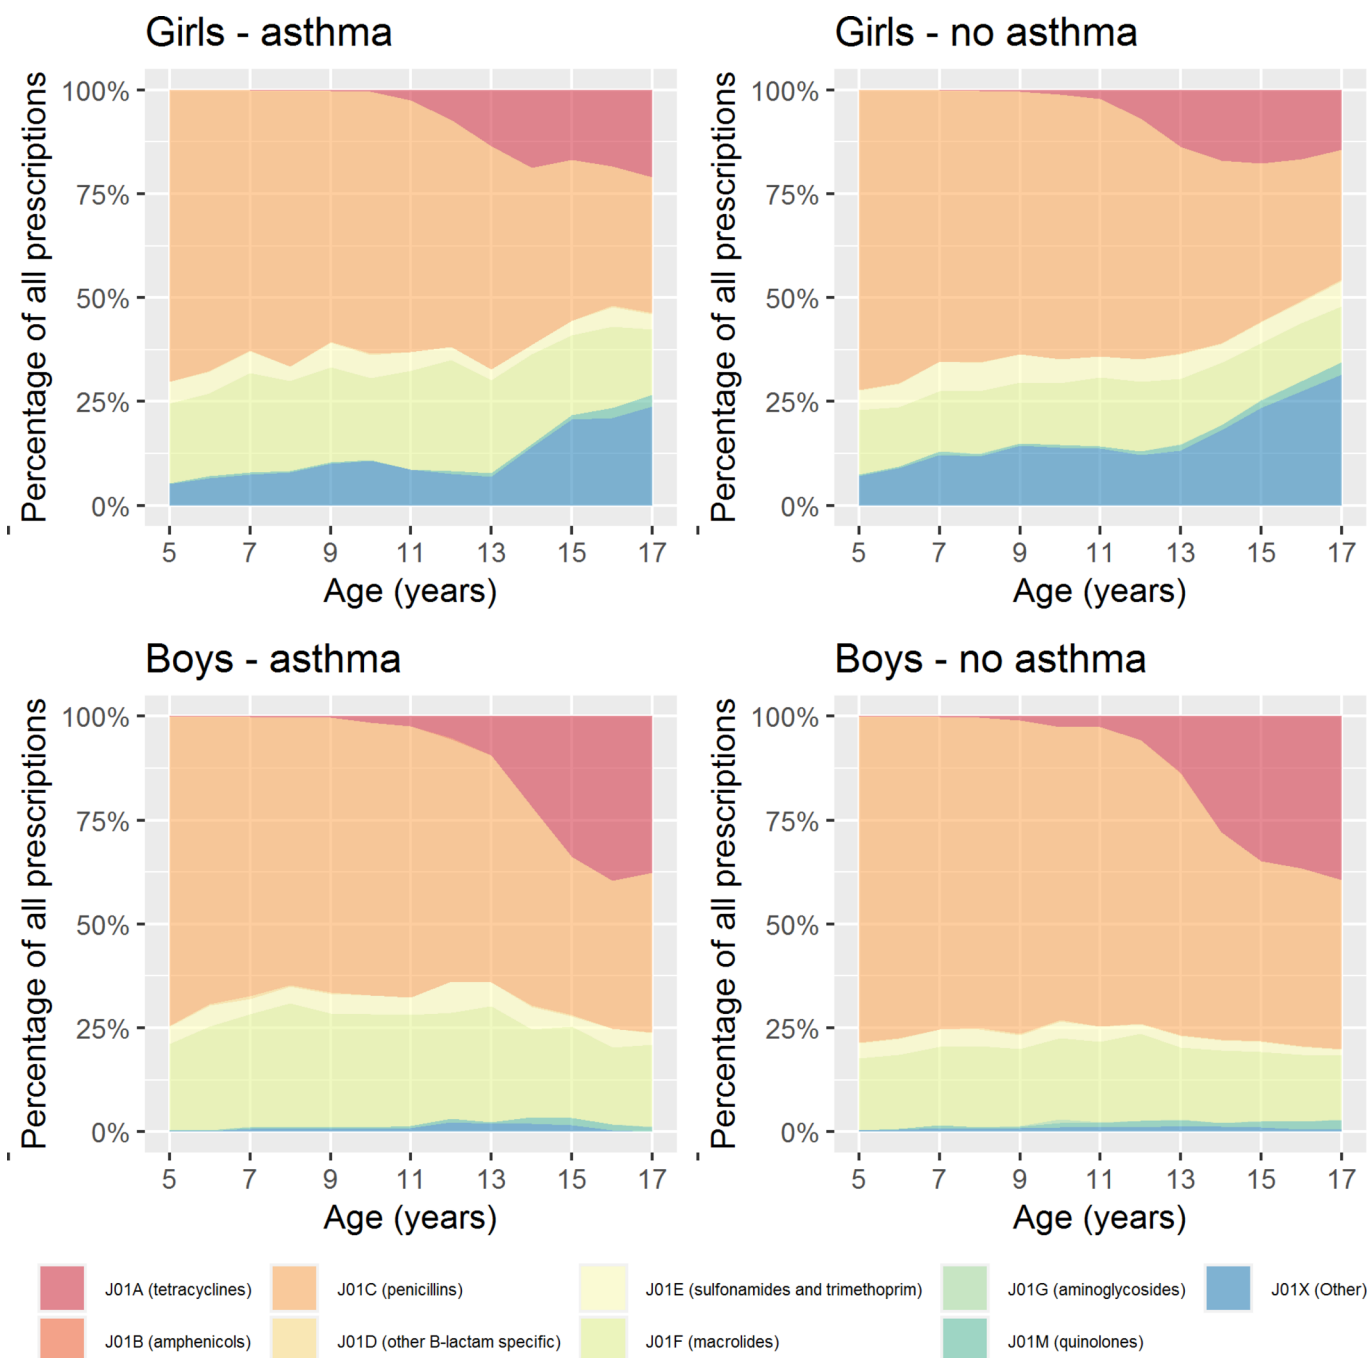 Girls - asthma
Girls - no asthma
Percentage of all prescriptions
100%
75%
50%
25%
0%
5 7 9 11 13 15 17
Age (years)
Percentage of all prescriptions
100%
75%
50%
25%
0%
5 7 9 11 13 15 17
Age (years)
Boys - asthma
Boys - no asthma
Percentage of all prescriptions
100%
75%
50%
25%
0%
5 7 9 11 13 15 17
Age (years)
Percentage of all prescriptions
100%
75%
50%
25%
0%
5 7 9 11 13 15 17
Age (years)
J01A (tetracyclines) J01C (penicillins) J01E (sulfonamides and trimethoprim) J01G (aminoglycosides) J01X (Other)
J01B (amphenicols) J01D (other B-lactam specific) J01F (macrolides) J01M (quinolones)